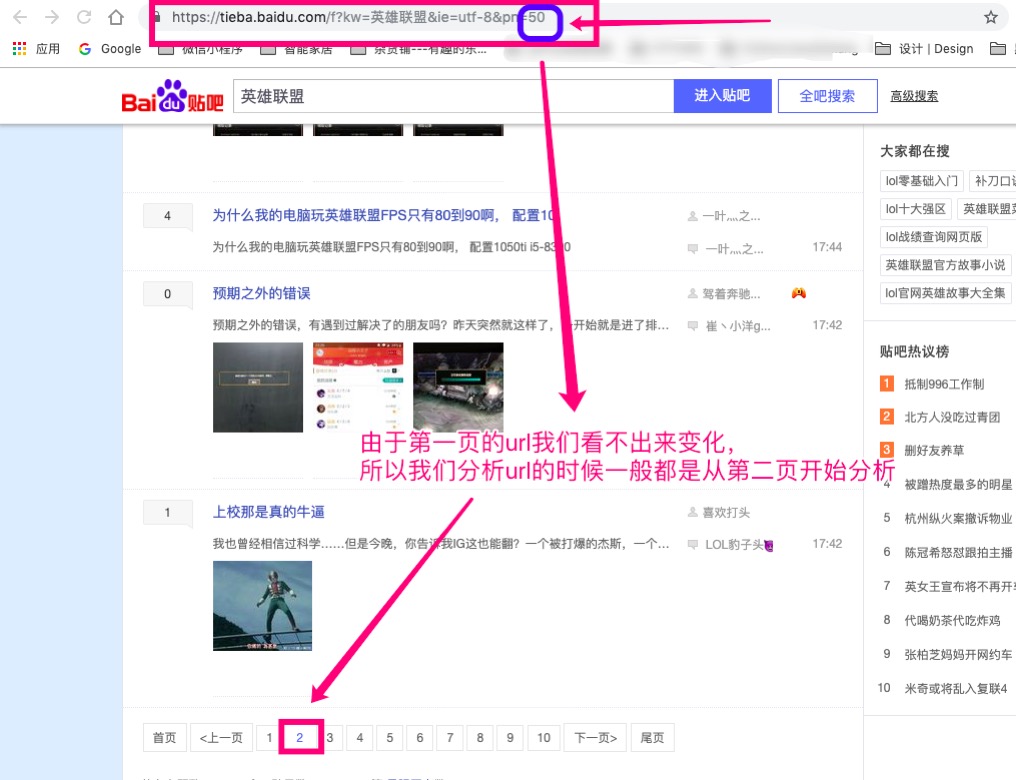 https://tieba.baidu.com/f?kw=英雄联盟&ie=utf-8&pn=50
应用 Google 微信小程序 智能家居 杂货铺---有趣的东... 设计 | Design
Bai du 贴吧 英雄联盟 进入贴吧 全吧搜索 高级搜索
大家都在搜
lol零基础入门 补刀口诀
lol十大强区 英雄联盟
lol战绩查询网页版
英雄联盟官方故事小说
lol官网英雄故事大全集
4 为什么我的电脑玩英雄联盟FPS只有80到90啊， 配置10 一叶灬之...
为什么我的电脑玩英雄联盟FPS只有80到90啊， 配置1050ti i5-8300 一叶灬之... 17:44
0 预期之外的错误 驾着奔驰...
预期之外的错误，有遇到过解决了的朋友吗？昨天突然就这样了，一开始就是进了排… 崔丶小洋g... 17:42
由于第一页的url我们看不出来变化，
所以我们分析url的时候一般都是从第二页开始分析
1 上校那是真的牛逼 喜欢打头
我也曾经相信过科学……但是今晚，你告诉我IG这也能翻？一个被打爆的杰斯，一个… LOL豹子头 17:42
贴吧热议榜
1 抵制996工作制
2 北方人没吃过青团
3 删好友养草
4 被蹭热度最多的明星
5 杭州纵火案撤诉物业
6 陈冠希怒怼跟拍主播
7 英女王宣布将不再开车
8 代喝奶茶代吃炸鸡
9 张柏芝妈妈开网约车
10 米奇或将乱入复联4
首页 <上一页 1 2 3 4 5 6 7 8 9 10 下一页> 尾页